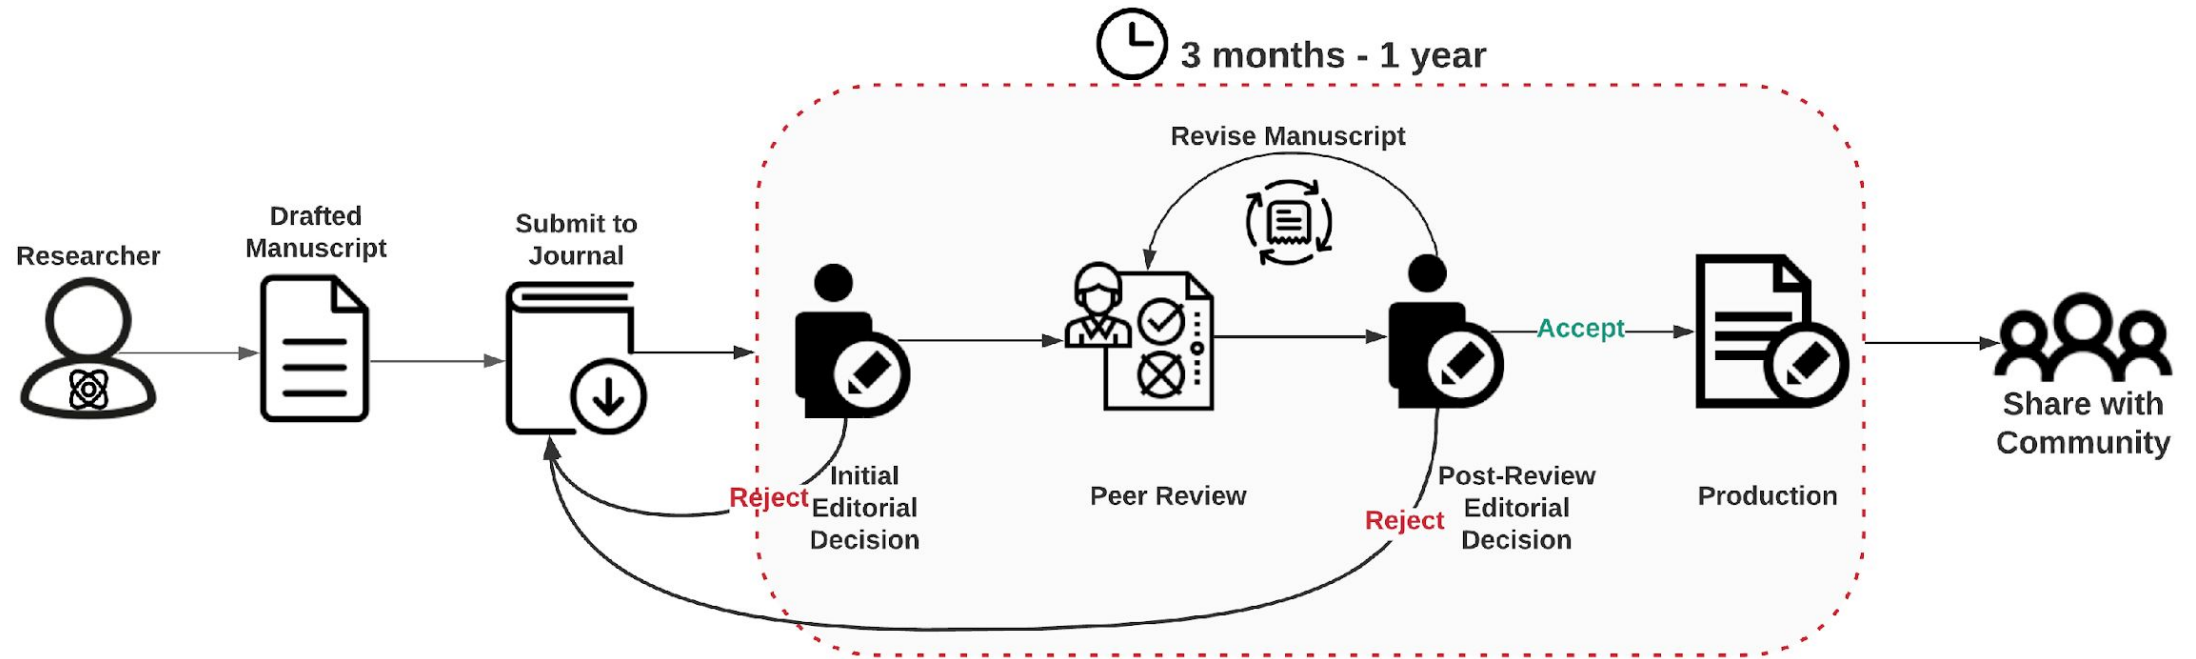 3 months - 1 year
Revise Manuscript
Researcher
Drafted
Manuscript
Submit to
Journal
Accept
Share with
Community
Reject
Initial
Editorial
Decision
Peer Review
Reject
Post-Review
Editorial
Decision
Production